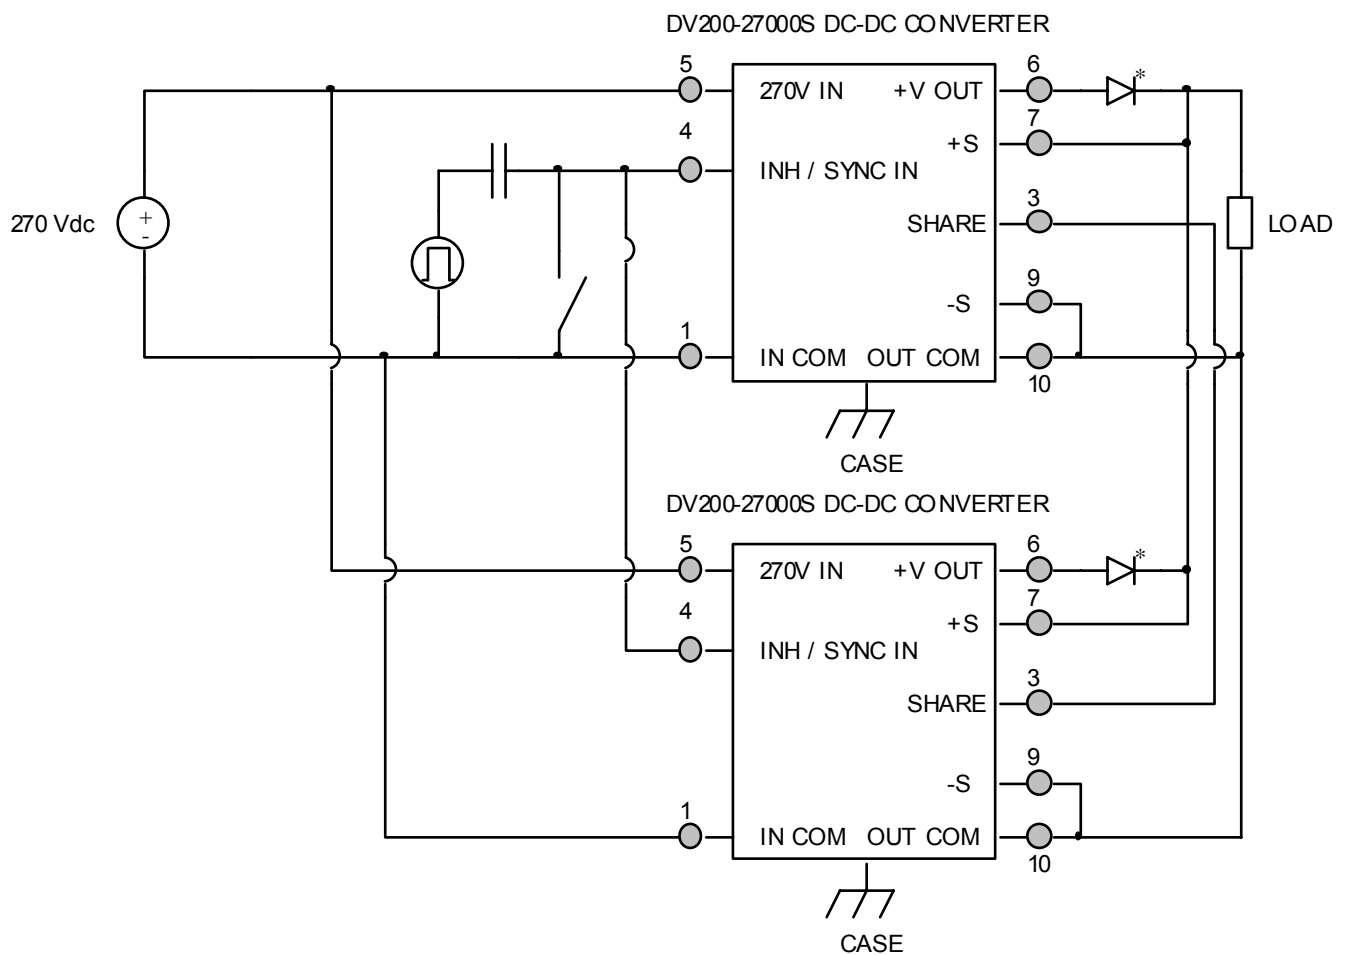 DV200-27000S DC-DC CONVERTER
5
6
270V IN
+V OUT
*
4
7
+S
INH / SYNC IN
3
SHARE
270 Vdc
+
-
LOAD
9
-S
1
IN COM
OUT COM
10
CASE
DV200-27000S DC-DC CONVERTER
5
6
270V IN
+V OUT
*
4
7
+S
INH / SYNC IN
3
SHARE
9
-S
1
IN COM
OUT COM
10
CASE